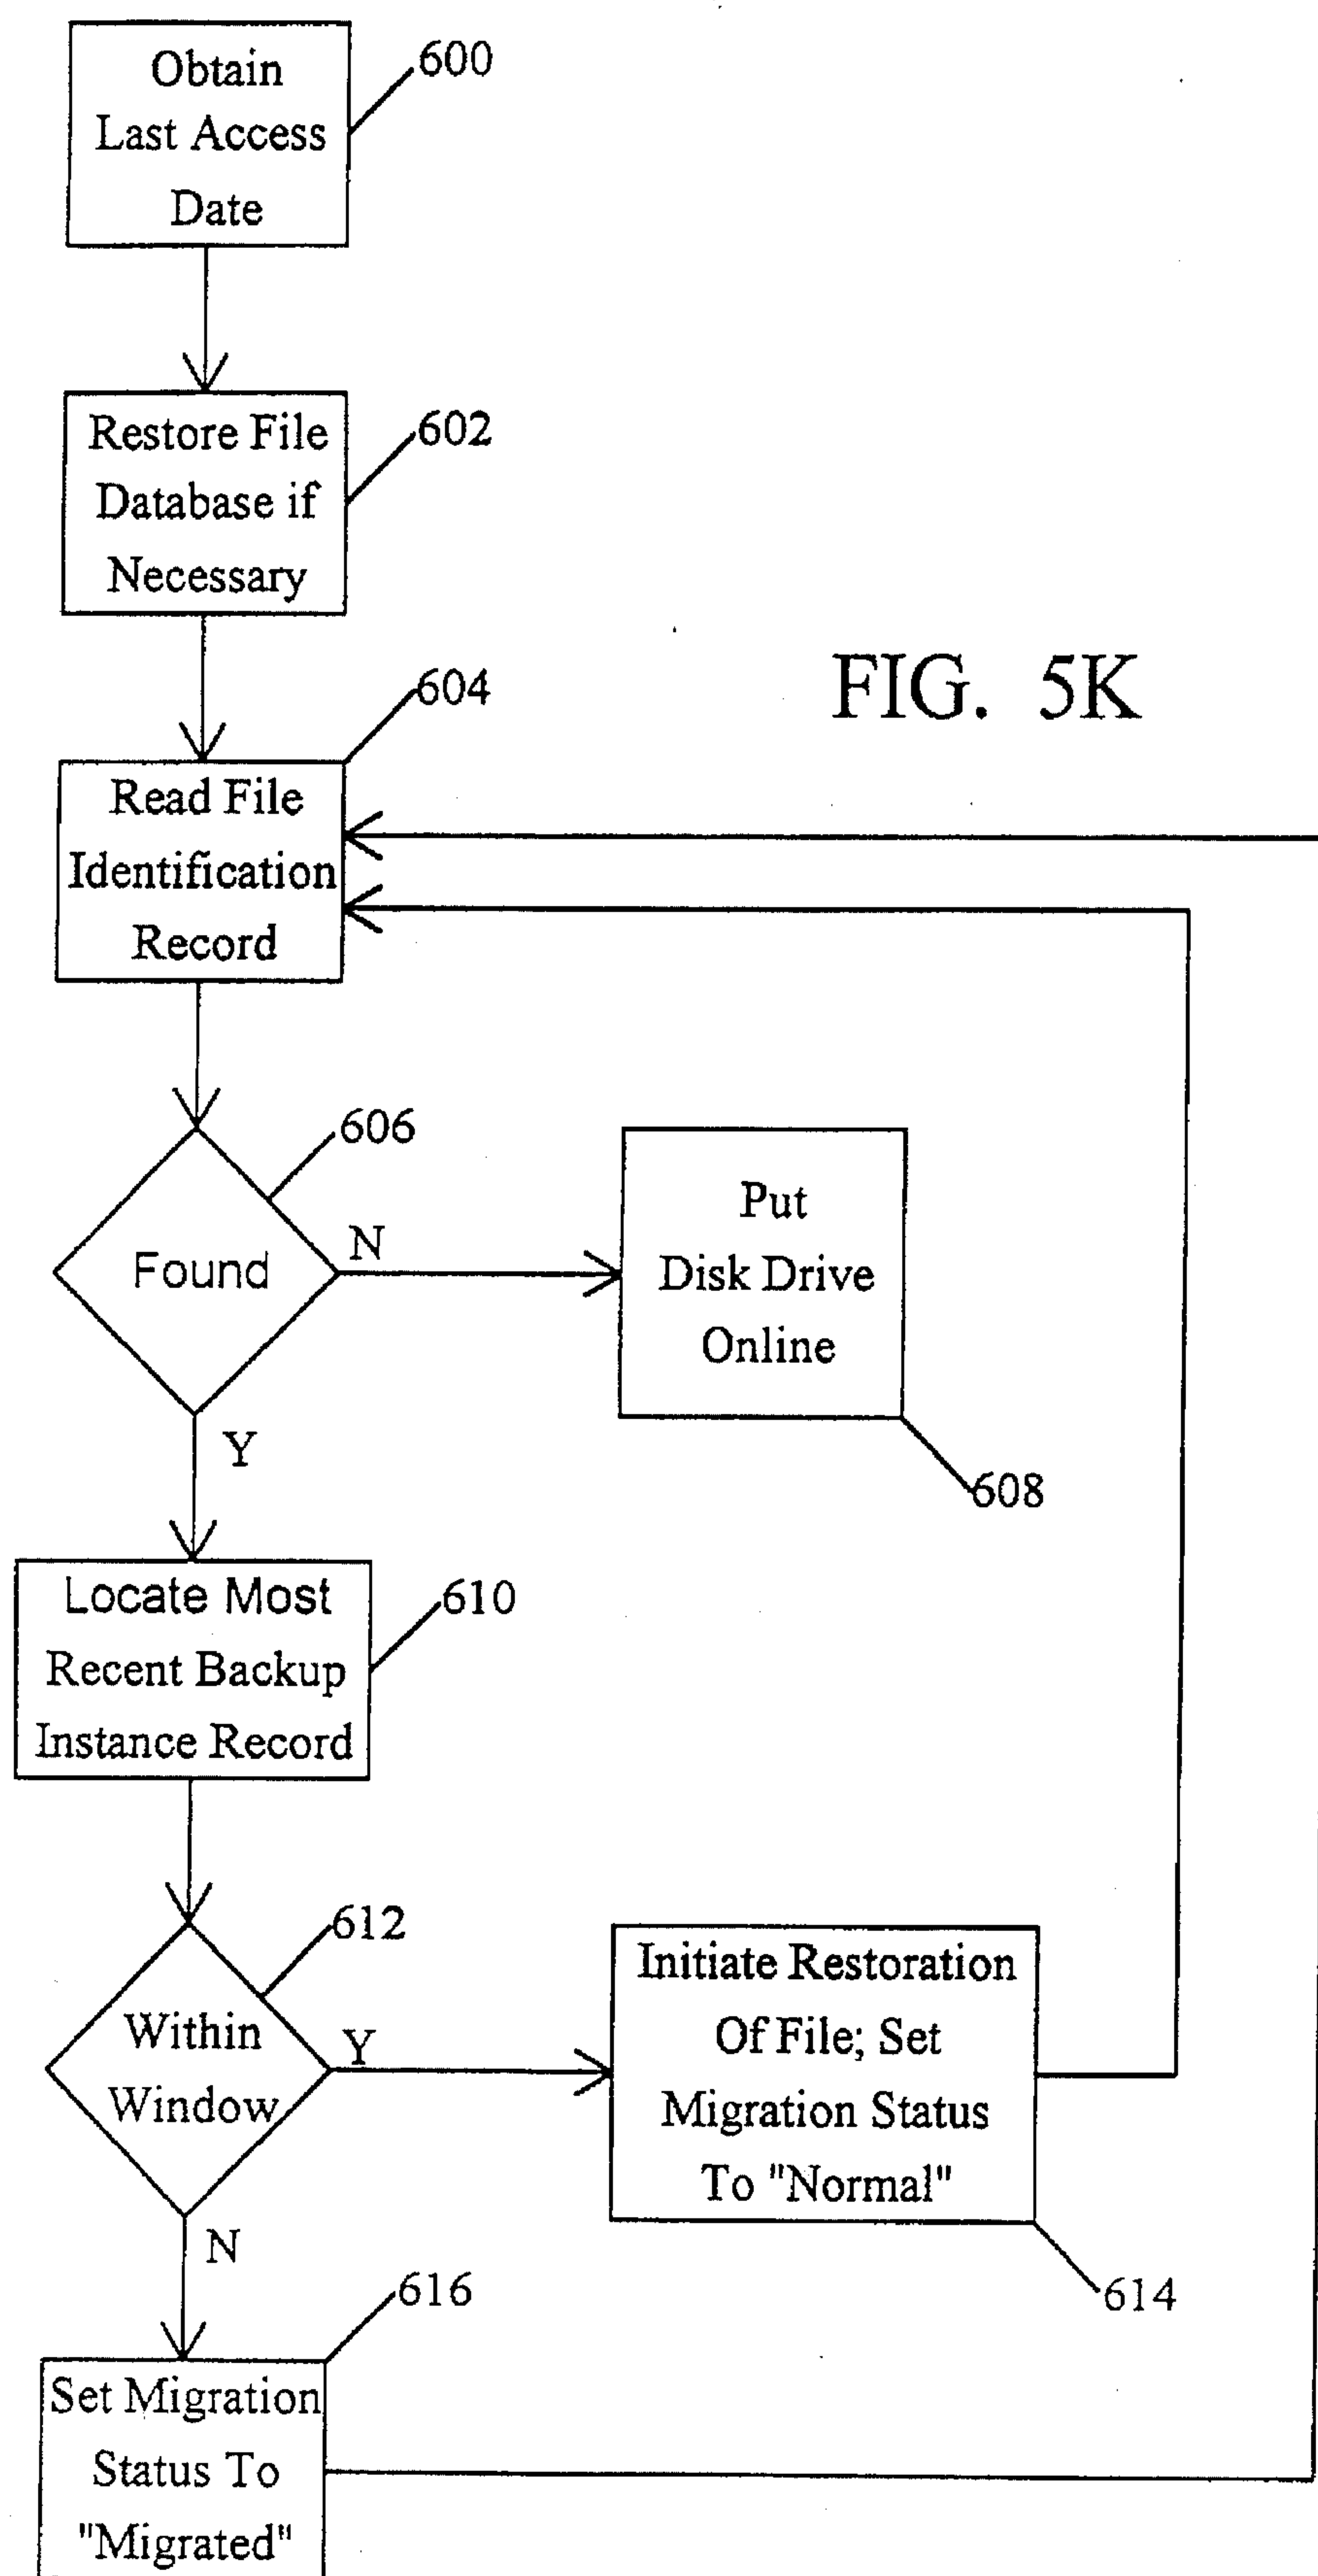 Obtain
Last Access
Date
600
Restore File
Database if
Necessary
602
FIG. 5K
604
Read File
Identification
Record
606
Found
N
Put
Disk Drive
Online
608
Y
Locate Most
Recent Backup
Instance Record
610
612
Within
Window
Y
Initiate Restoration
Of File; Set
Migration Status
To "Normal"
614
N
616
Set Migration
Status To
"Migrated"